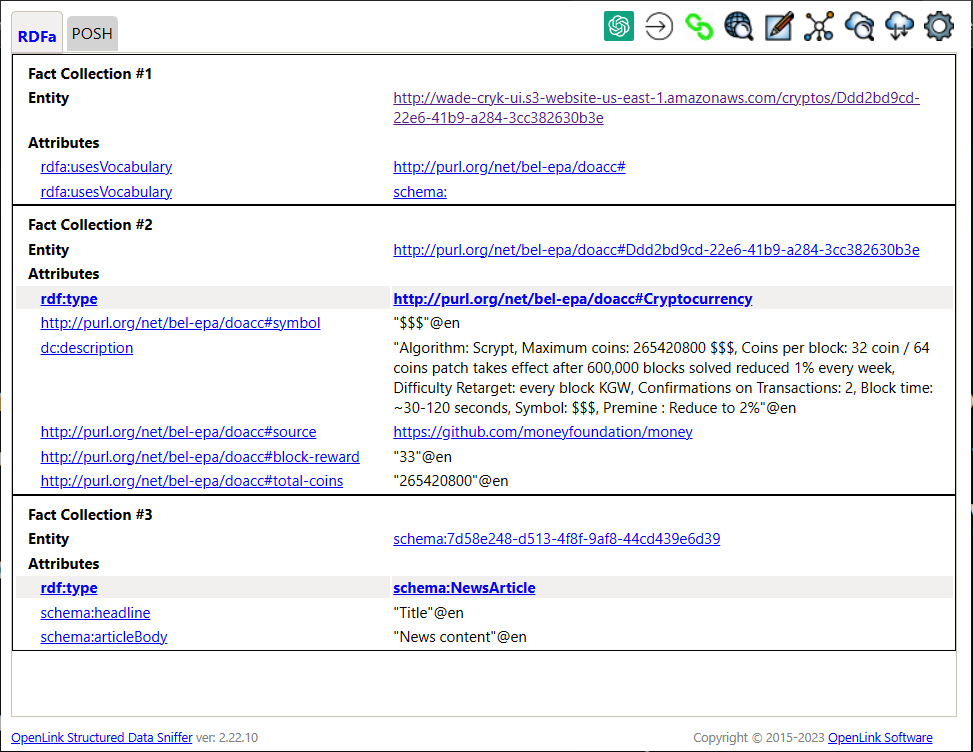 RDFa POSH
Fact Collection #1
Entity http://wade-cryk-ui.s3-website-us-east-1.amazonaws.com/cryptos/Ddd2bd9cd-
22e6-41b9-a284-3cc382630b3e
Attributes
rdfa:usesVocabulary http://purl.org/net/bel-epa/doacc#
rdfa:usesVocabulary schema:
Fact Collection #2
Entity http://purl.org/net/bel-epa/doacc#Ddd2bd9cd-22e6-41b9-a284-3cc382630b3e
Attributes
rdf:type http://purl.org/net/bel-epa/doacc#Cryptocurrency
http://purl.org/net/bel-epa/doacc#symbol "$$$"@en
dc:description "Algorithm: Scrypt, Maximum coins: 265420800 $$$, Coins per block: 32 coin / 64
coins patch takes effect after 600,000 blocks solved reduced 1% every week,
Difficulty Retarget: every block KGW, Confirmations on Transactions: 2, Block time:
~30-120 seconds, Symbol: $$$, Premine : Reduce to 2%"@en
http://purl.org/net/bel-epa/doacc#source https://github.com/moneyfoundation/money
http://purl.org/net/bel-epa/doacc#block-reward "33"@en
http://purl.org/net/bel-epa/doacc#total-coins "265420800"@en
Fact Collection #3
Entity schema:7d58e248-d513-4f8f-9af8-44cd439e6d39
Attributes
rdf:type schema:NewsArticle
schema:headline "Title"@en
schema:articleBody "News content"@en
OpenLink Structured Data Sniffer ver: 2.22.10 Copyright © 2015-2023 OpenLink Software